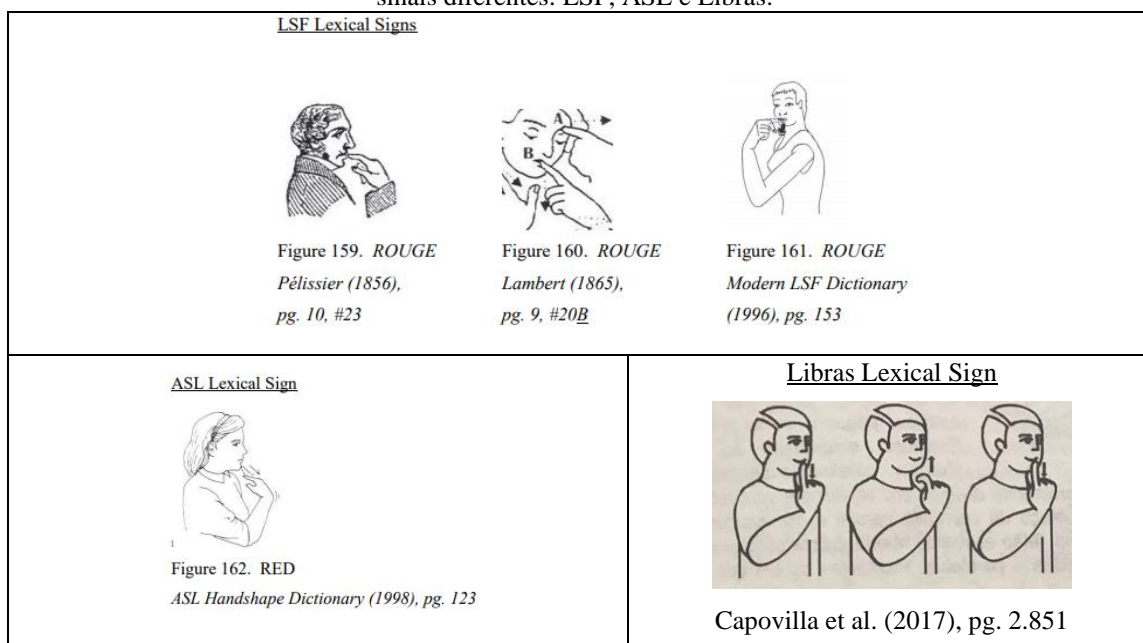 sinais diferentes: LSF, ASL e Libras.
LSF Lexical Signs
A
B
Figure 159. ROUGE
Pélissier (1856),
pg. 10, #23
Figure 160. ROUGE
Lambert (1865),
pg. 9, #20B
Figure 161. ROUGE
Modern LSF Dictionary
(1996), pg. 153
ASL Lexical Sign
1
Figure 162. RED
ASL Handshape Dictionary (1998), pg. 123
Libras Lexical Sign
Capovilla et al. (2017), pg. 2.851